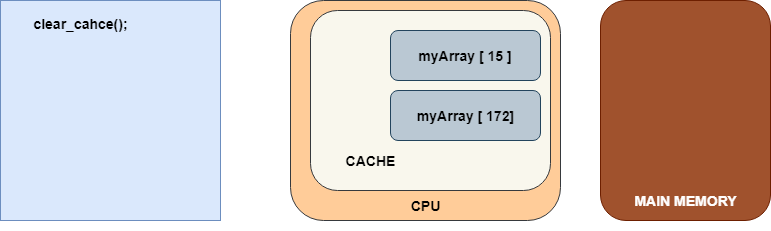 clear_cahce();
myArray [ 15 ]
myArray [ 172]
CACHE
CPU
MAIN MEMORY